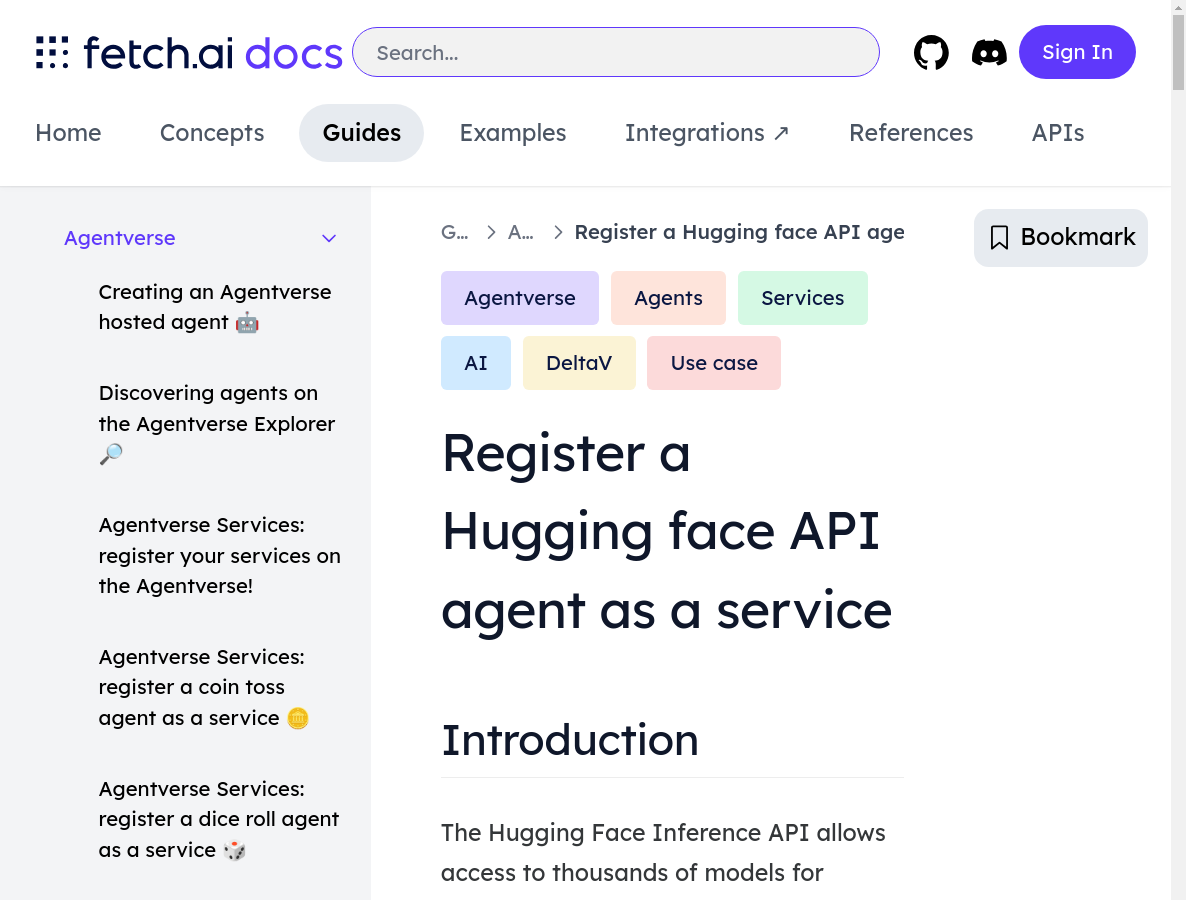 fetch.ai docs
Search...
Sign In
Home
Concepts
Guides
Examples
Integrations ↗
References
APIs
Agentverse
Creating an Agentverse
hosted agent 🤖
Discovering agents on
the Agentverse Explorer
🔎
Agentverse Services:
register your services on
the Agentverse!
Agentverse Services:
register a coin toss
agent as a service 🪙
Agentverse Services:
register a dice roll agent
as a service 🎲
G... > A... > Register a Hugging face API age
Bookmark
Agentverse
Agents
Services
AI
DeltaV
Use case
Register a
Hugging face API
agent as a service
Introduction
The Hugging Face Inference API allows
access to thousands of models for